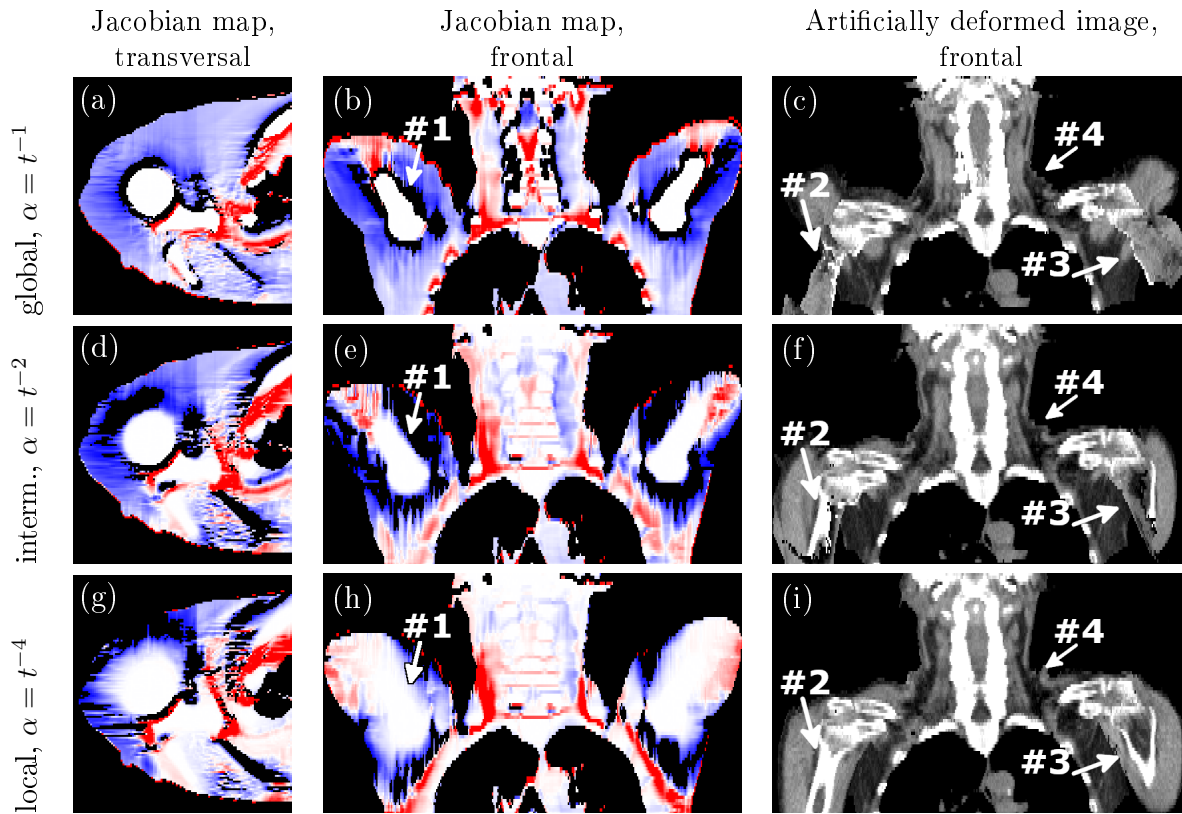 Jacobian map,
transversal
Jacobian map,
frontal
Artificially deformed image,
frontal
global, α = t⁻¹
(a)
(b)
#1
(c)
#4
#2
#3
interm., α = t⁻²
(d)
(e)
#1
(f)
#4
#2
#3
local, α = t⁻⁴
(g)
(h)
#1
(i)
#4
#2
#3